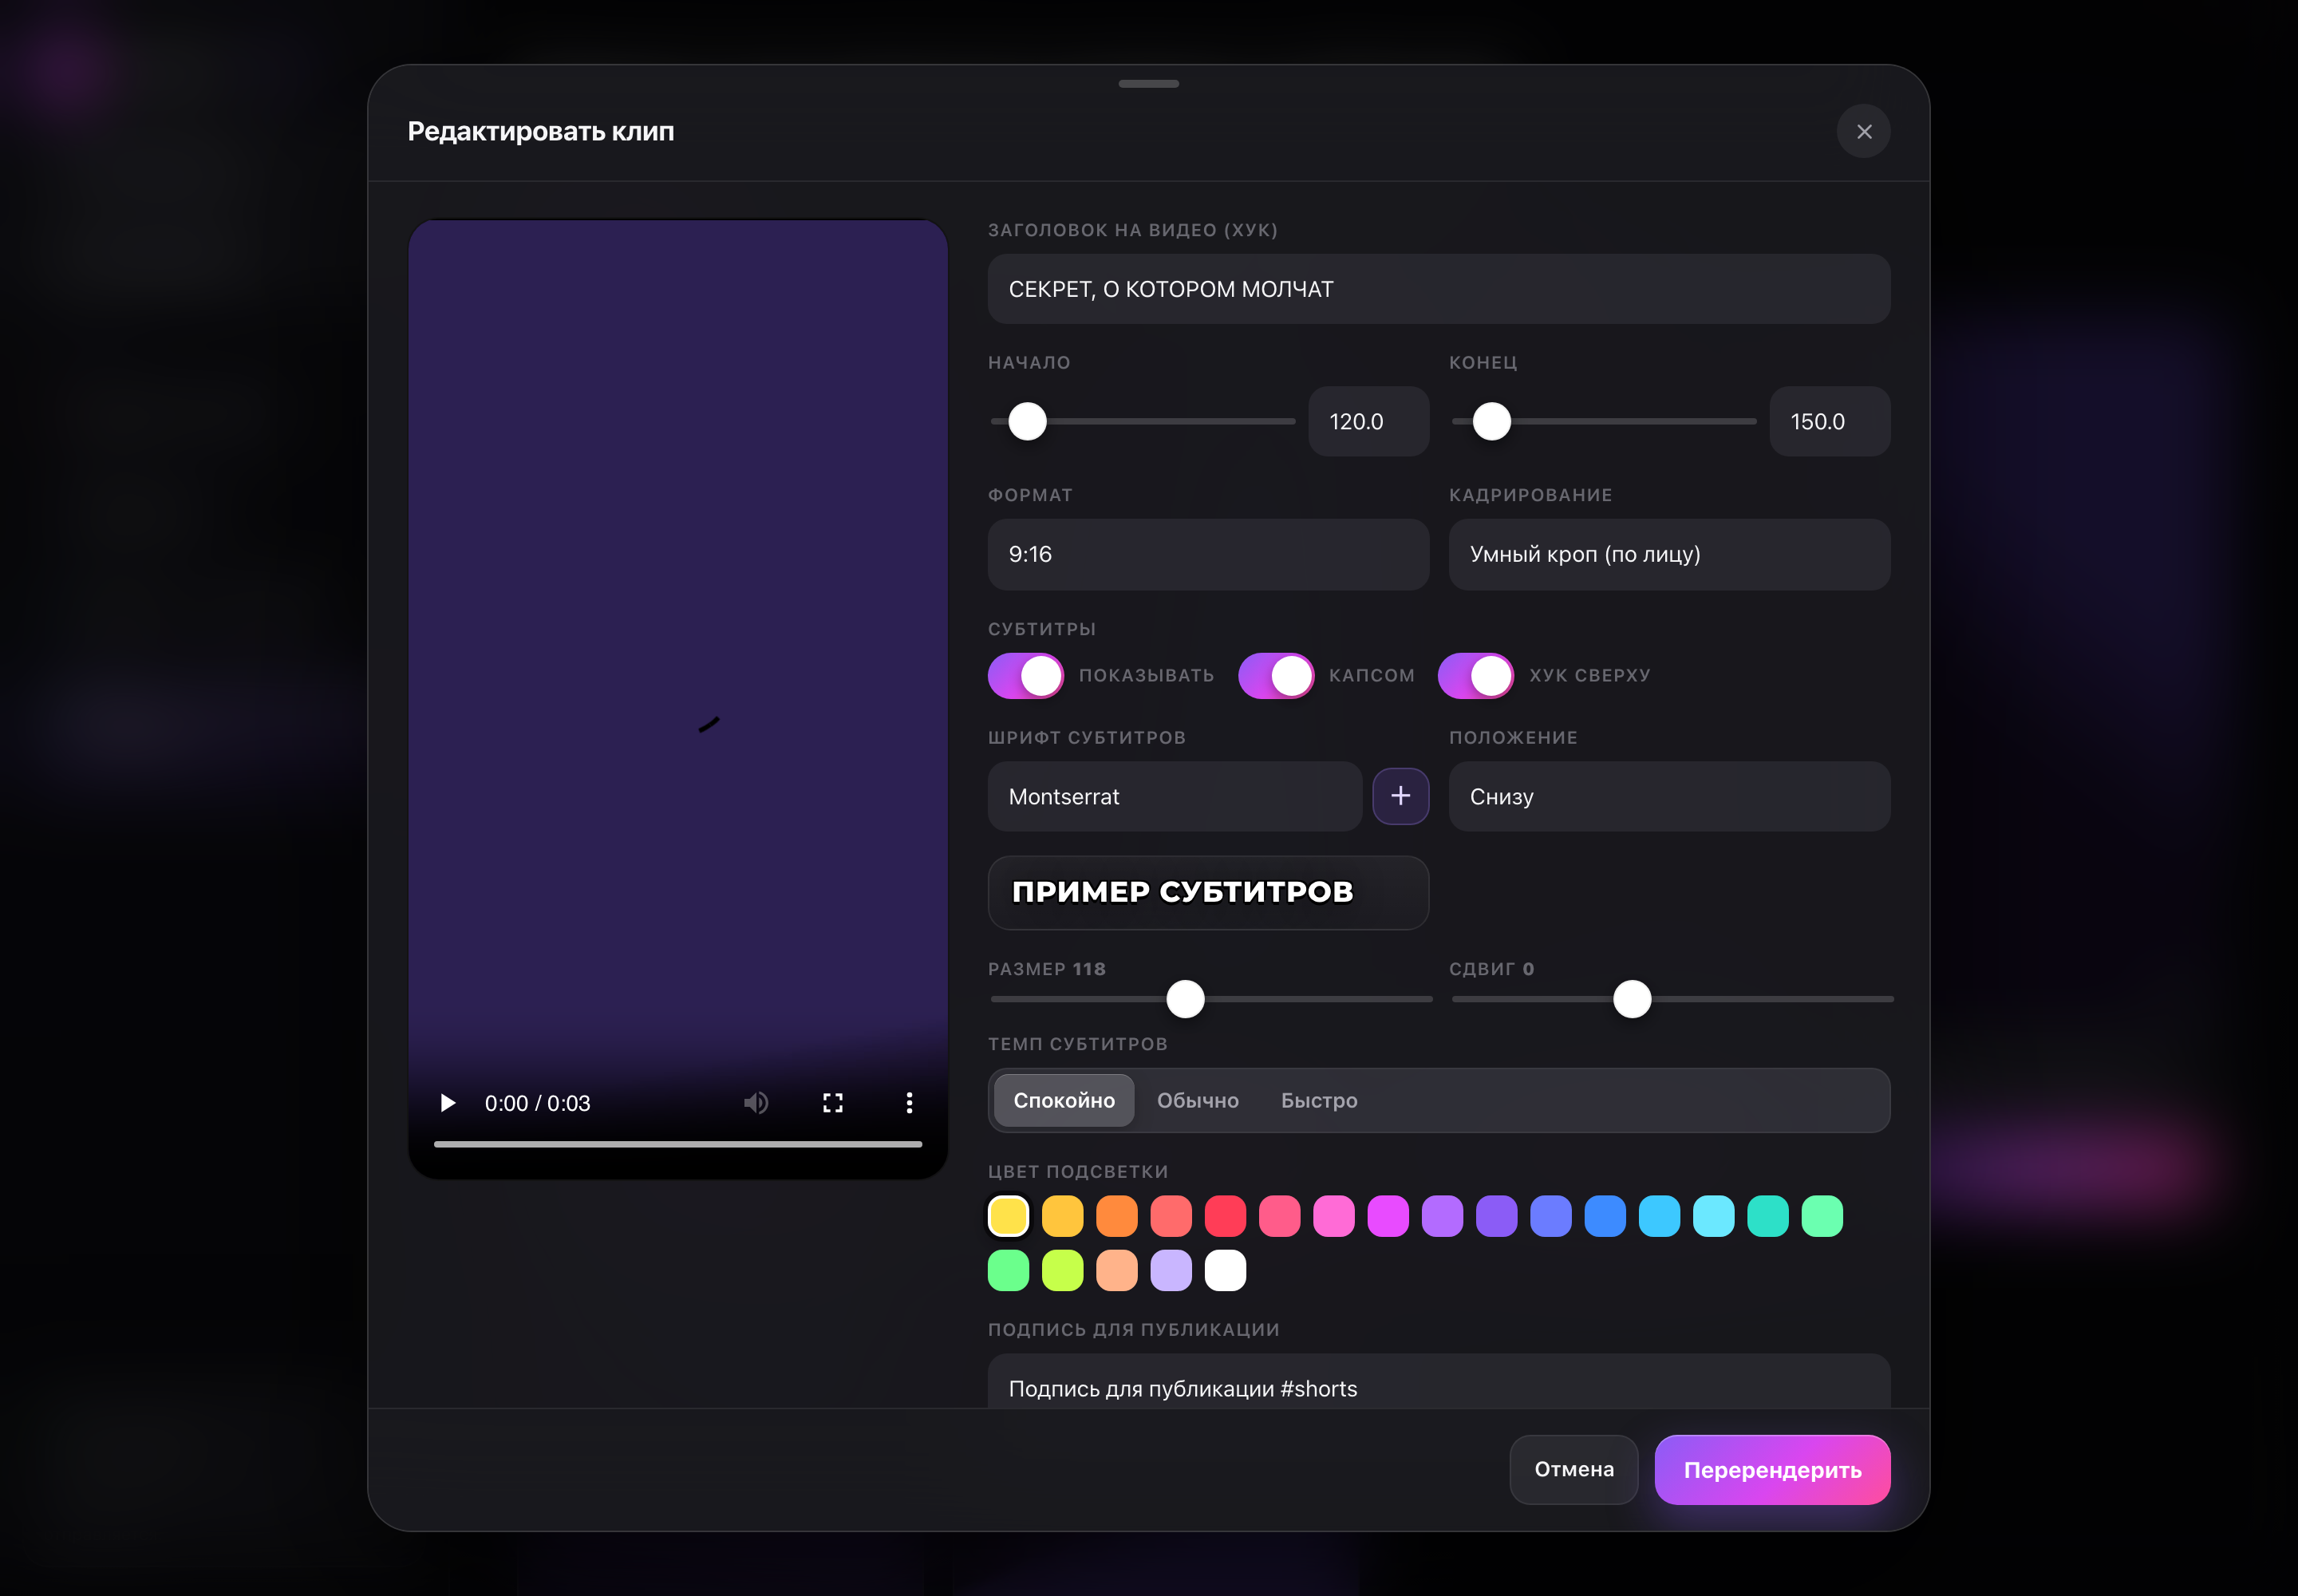 Редактировать клип
ЗАГОЛОВОК НА ВИДЕО (ХУК)
СЕКРЕТ, О КОТОРОМ МОЛЧАТ
НАЧАЛО
КОНЕЦ
120.0
150.0
ФОРМАТ
КАДРИРОВАНИЕ
9:16
Умный кроп (по лицу)
СУБТИТРЫ
ПОКАЗЫВАТЬ
КАПСОМ
ХУК СВЕРХУ
ШРИФТ СУБТИТРОВ
ПОЛОЖЕНИЕ
Montserrat
+
Снизу
ПРИМЕР СУБТИТРОВ
РАЗМЕР 118
СДВИГ 0
ТЕМП СУБТИТРОВ
Спокойно
Обычно
Быстро
0:00 / 0:03
ЦВЕТ ПОДСВЕТКИ
ПОДПИСЬ ДЛЯ ПУБЛИКАЦИИ
Подпись для публикации #shorts
Отмена
Перерендерить